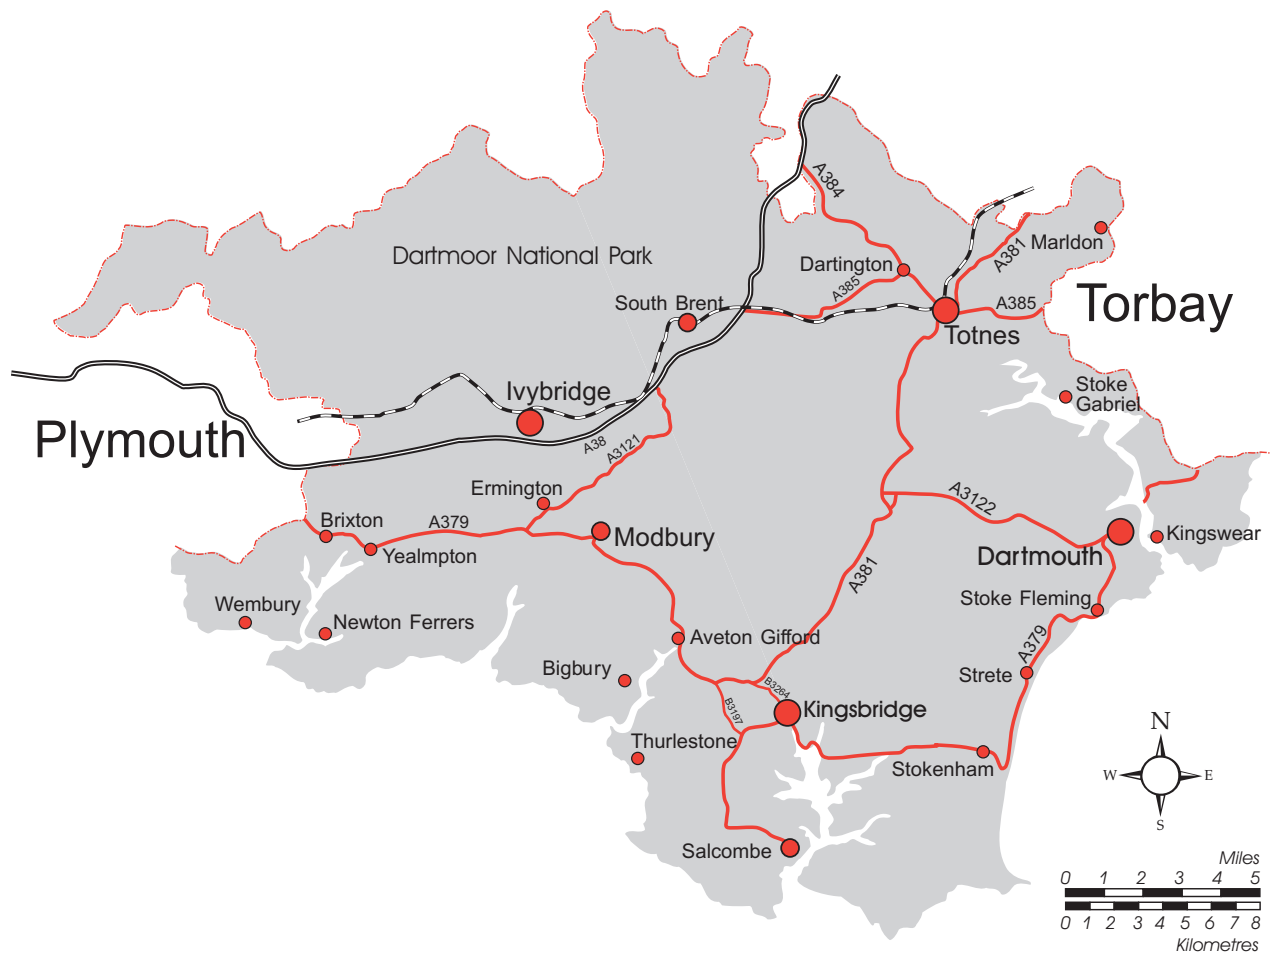 A384
Marldon
A381
Dartmoor National Park
Dartington
A385
South Brent
A385
Torbay
Totnes
Stoke
Gabriel
Ivybridge
Plymouth
A38
A3121
Ermington
A3122
Brixton
A379
Modbury
Kingswear
Yealmpton
Dartmouth
A381
Wembury
Stoke Fleming
Newton Ferrers
Aveton Gifford
A379
Bigbury
Strete
B3264
B3197
Kingsbridge
N
Thurlestone
Stokenham
W
E
S
Salcombe
Miles
0 1 2 3 4 5
0 1 2 3 4 5 6 7 8
Kilometres